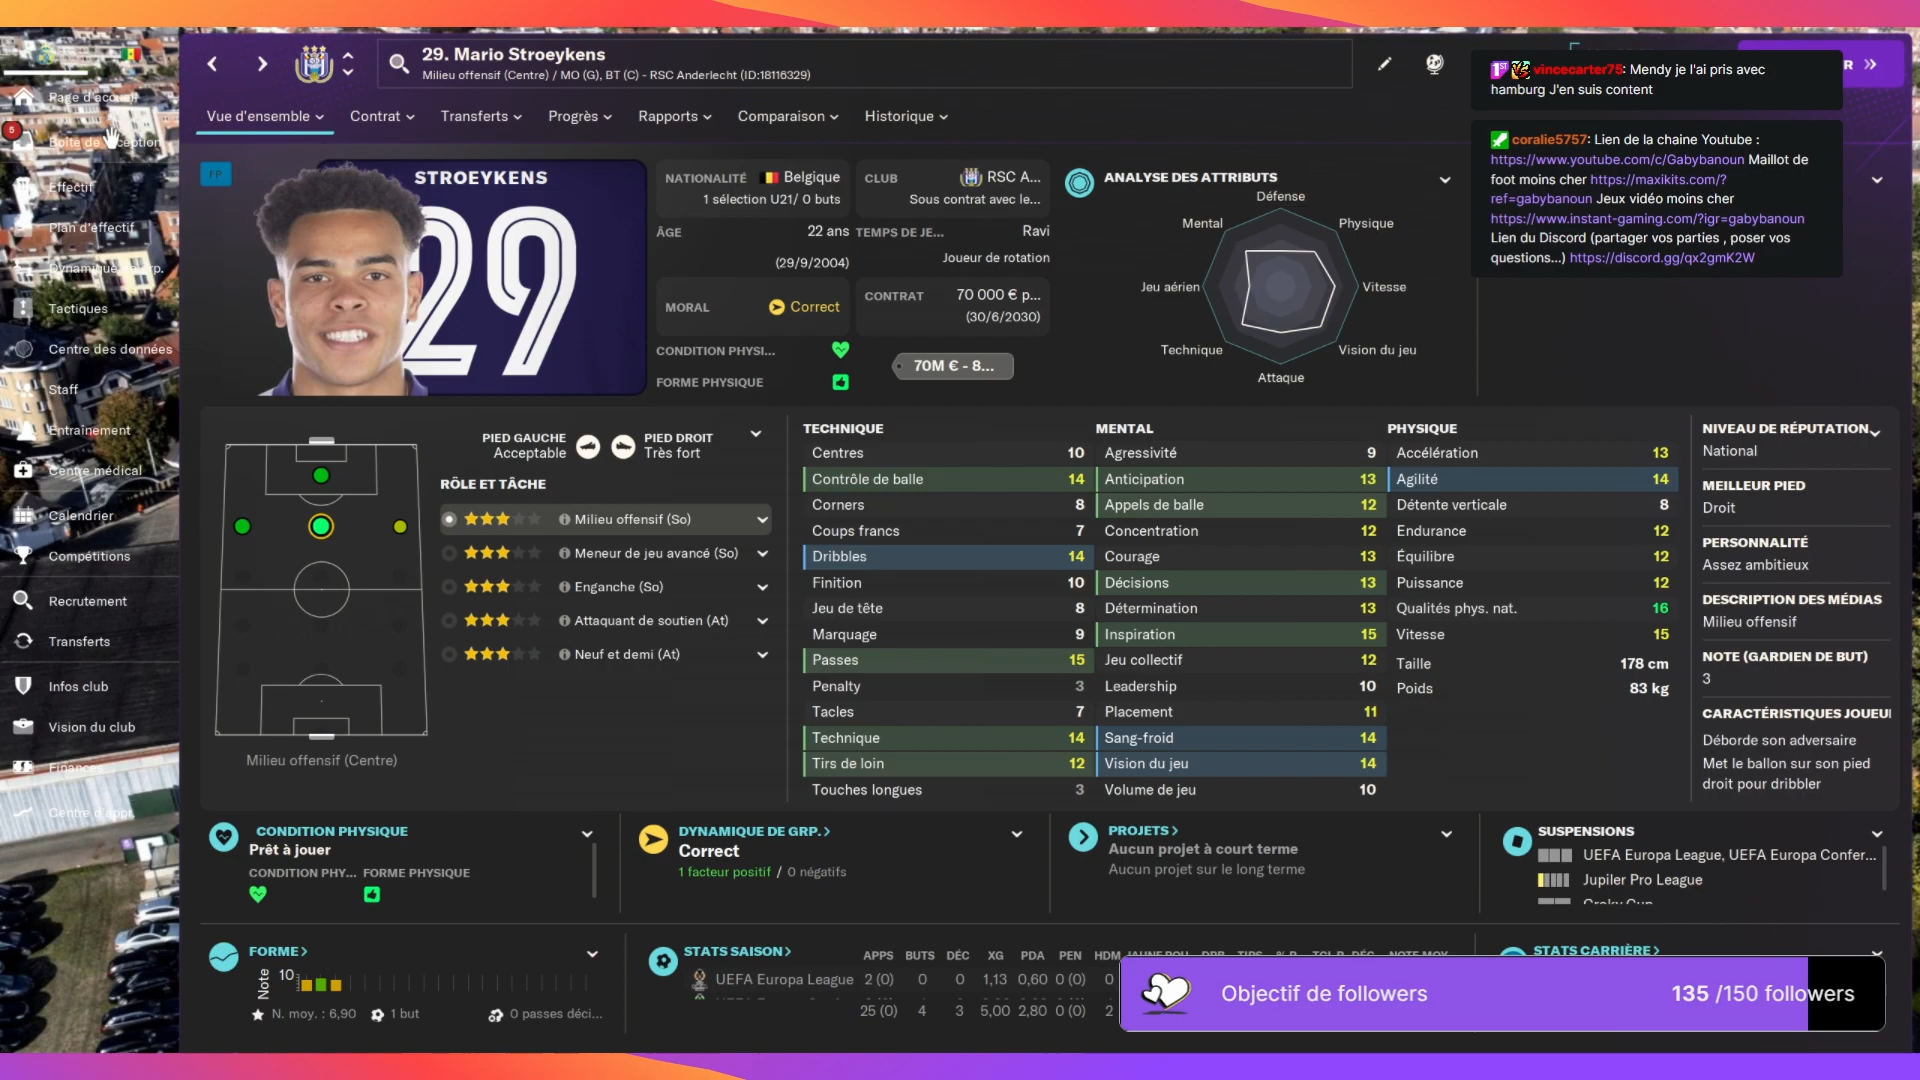 29. Mario Stroeykens
Milieu offensif (Centre) / MO (G), BT (C) - RSC Anderlecht (ID:18116329)
R
vincecarter75: Mendy je l'ai pris avec
hamburg J'en suis content
coralie5757: Lien de la chaine Youtube :
https://www.youtube.com/c/Gabybanoun Maillot de
foot moins cher https://maxikits.com/?
ref=gabybanoun Jeux vidéo moins cher
https://www.instant-gaming.com/?igr=gabybanoun
Lien du Discord (partager vos parties , poser vos
questions...) https://discord.gg/qx2gmK2W
Vue d'ensemble
Contrat
Transferts
Progrès
Rapports
Comparaison
Historique
Page d'accueil
5
Boîte de réception
Effectif
Plan d'effectif
Dynamique de grp.
Tactiques
Centre des données
Staff
Entraînement
Centre médical
Calendrier
Compétitions
Recrutement
Transferts
Infos club
Vision du club
Finances
Centre d'appr.
FP
STROEYKENS
29
NATIONALITÉ Belgique
1 sélection U21/ 0 buts
CLUB RSC A...
Sous contrat avec le...
ÂGE 22 ans
(29/9/2004)
TEMPS DE JE... Ravi
Joueur de rotation
MORAL Correct
CONTRAT 70 000 € p...
(30/6/2030)
CONDITION PHYSI...
FORME PHYSIQUE
70M € - 8...
ANALYSE DES ATTRIBUTS
Défense
Mental
Physique
Jeu aérien
Vitesse
Technique
Vision du jeu
Attaque
PIED GAUCHE
Acceptable
PIED DROIT
Très fort
RÔLE ET TÂCHE
Milieu offensif (So)
Meneur de jeu avancé (So)
Enganche (So)
Attaquant de soutien (At)
Neuf et demi (At)
Milieu offensif (Centre)
TECHNIQUE
Centres 10
Contrôle de balle 14
Corners 8
Coups francs 7
Dribbles 14
Finition 10
Jeu de tête 8
Marquage 9
Passes 15
Penalty 3
Tacles 7
Technique 14
Tirs de loin 12
Touches longues 3
MENTAL
Agressivité 9
Anticipation 13
Appels de balle 12
Concentration 12
Courage 13
Décisions 13
Détermination 13
Inspiration 15
Jeu collectif 12
Leadership 10
Placement 11
Sang-froid 14
Vision du jeu 14
Volume de jeu 10
PHYSIQUE
Accélération 13
Agilité 14
Détente verticale 8
Endurance 12
Équilibre 12
Puissance 12
Qualités phys. nat. 16
Vitesse 15
Taille 178 cm
Poids 83 kg
NIVEAU DE RÉPUTATION
National
MEILLEUR PIED
Droit
PERSONNALITÉ
Assez ambitieux
DESCRIPTION DES MÉDIAS
Milieu offensif
NOTE (GARDIEN DE BUT)
3
CARACTÉRISTIQUES JOUEU
Déborde son adversaire
Met le ballon sur son pied
droit pour dribbler
CONDITION PHYSIQUE
Prêt à jouer
CONDITION PHY... FORME PHYSIQUE
DYNAMIQUE DE GRP.
Correct
1 facteur positif / 0 négatifs
PROJETS
Aucun projet à court terme
Aucun projet sur le long terme
SUSPENSIONS
UEFA Europa League, UEFA Europa Confer...
Jupiler Pro League
Croky Cup
FORME
Note
10
N. moy. : 6,90 1 but 0 passes déci...
STATS SAISON APPS BUTS DÉC XG PDA PEN HDM
UEFA Europa League 2 (0) 0 0 1,13 0,60 0 (0) 0
25 (0) 4 3 5,00 2,80 0 (0) 2
STATS CARRIÈRE
Objectif de followers 135 /150 followers